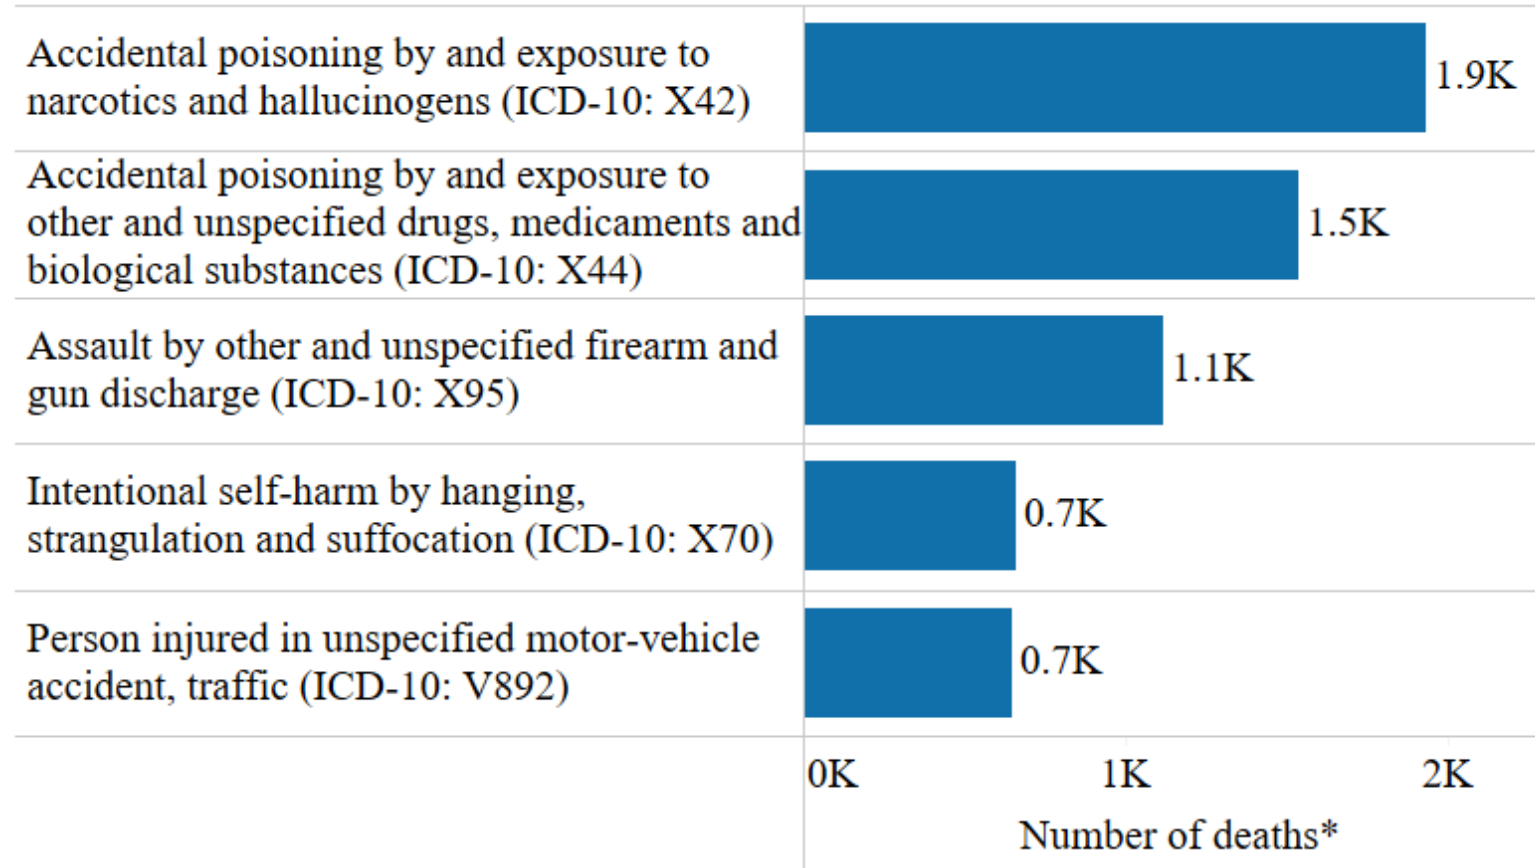 Accidental poisoning by and exposure to
narcotics and hallucinogens (ICD-10: X42)
1.9K
Accidental poisoning by and exposure to
other and unspecified drugs, medicaments and
biological substances (ICD-10: X44)
1.5K
Assault by other and unspecified firearm and
gun discharge (ICD-10: X95)
1.1K
Intentional self-harm by hanging,
strangulation and suffocation (ICD-10: X70)
0.7K
Person injured in unspecified motor-vehicle
accident, traffic (ICD-10: V892)
0.7K
0K 1K 2K
Number of deaths*